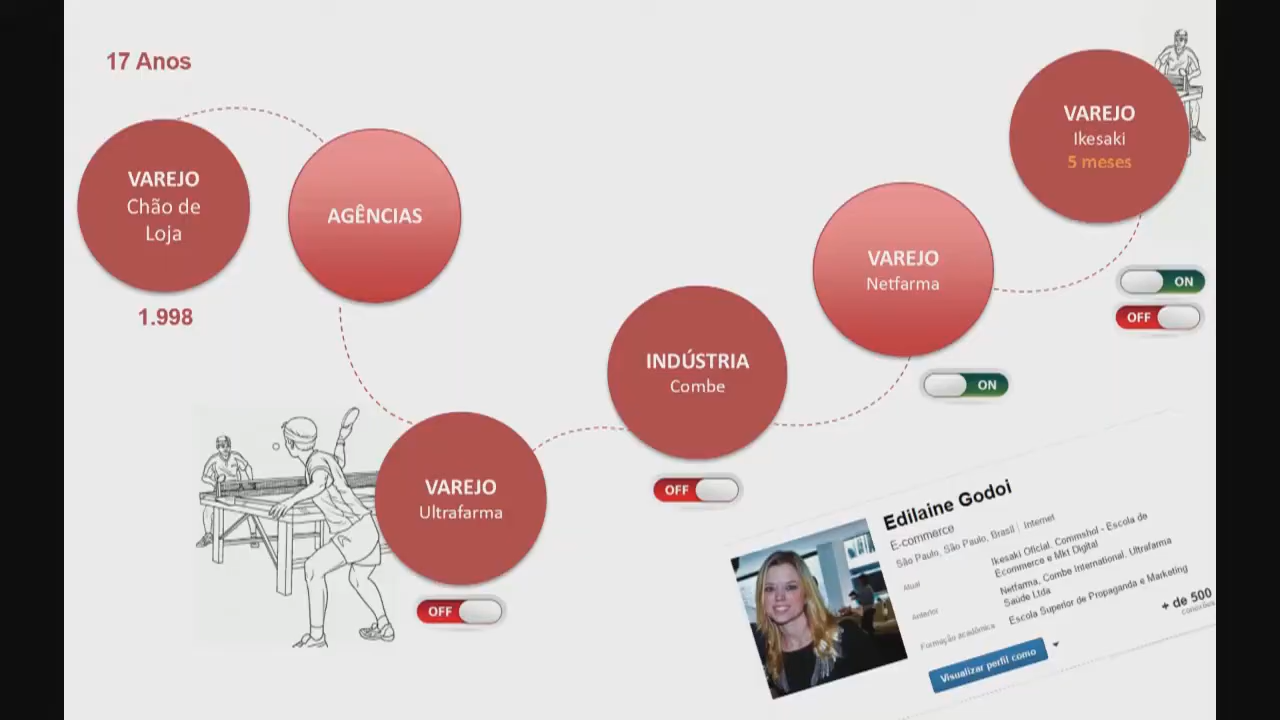 17 Anos
VAREJO
Chão de
Loja
1.998
AGÊNCIAS
VAREJO
Ultrafarma
OFF
INDÚSTRIA
Combe
OFF
VAREJO
Netfarma
ON
VAREJO
Ikesaki
5 meses
ON
OFF
Edilaine Godoi
E-commerce
São Paulo, São Paulo, Brasil | Internet
Atual
Ikesaki Oficial, Commshol - Escola de
Ecommerce e Mkt Digital
Anterior
Netfarma, Combe International, Ultrafarma
Saúde Ltda
Formação acadêmica
Escola Superior de Propaganda e Marketing
+ de 500
conexões
Visualizar perfil como